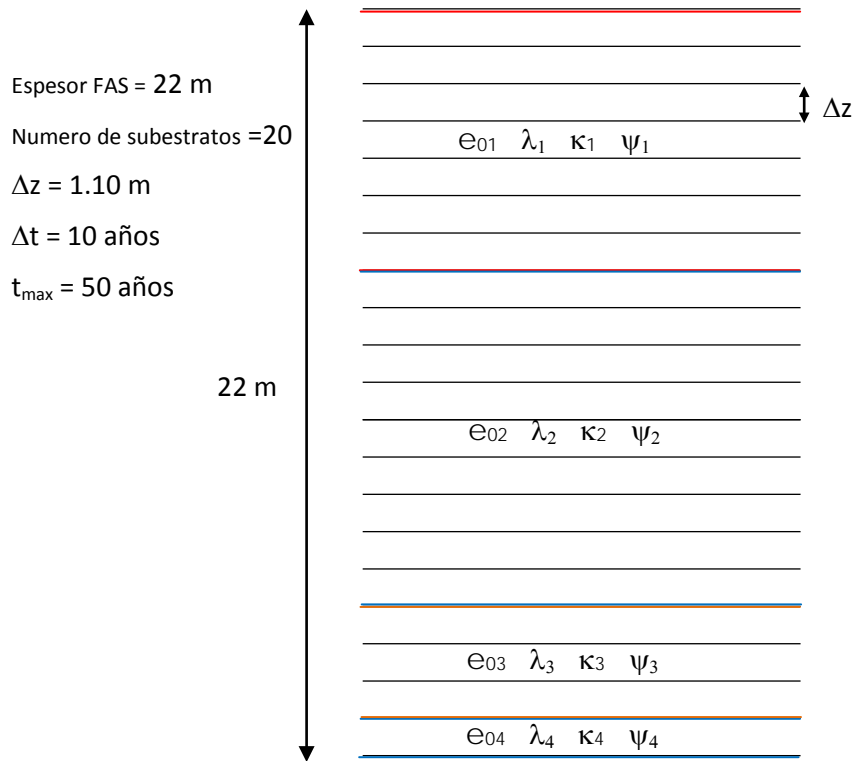 Espesor FAS = 22 m
Numero de subestratos =20
Δz = 1.10 m
Δt = 10 años
tmax = 50 años
22 m
Δz
e01 λ1 κ1 ψ1
e02 λ2 κ2 ψ2
e03 λ3 κ3 ψ3
e04 λ4 κ4 ψ4